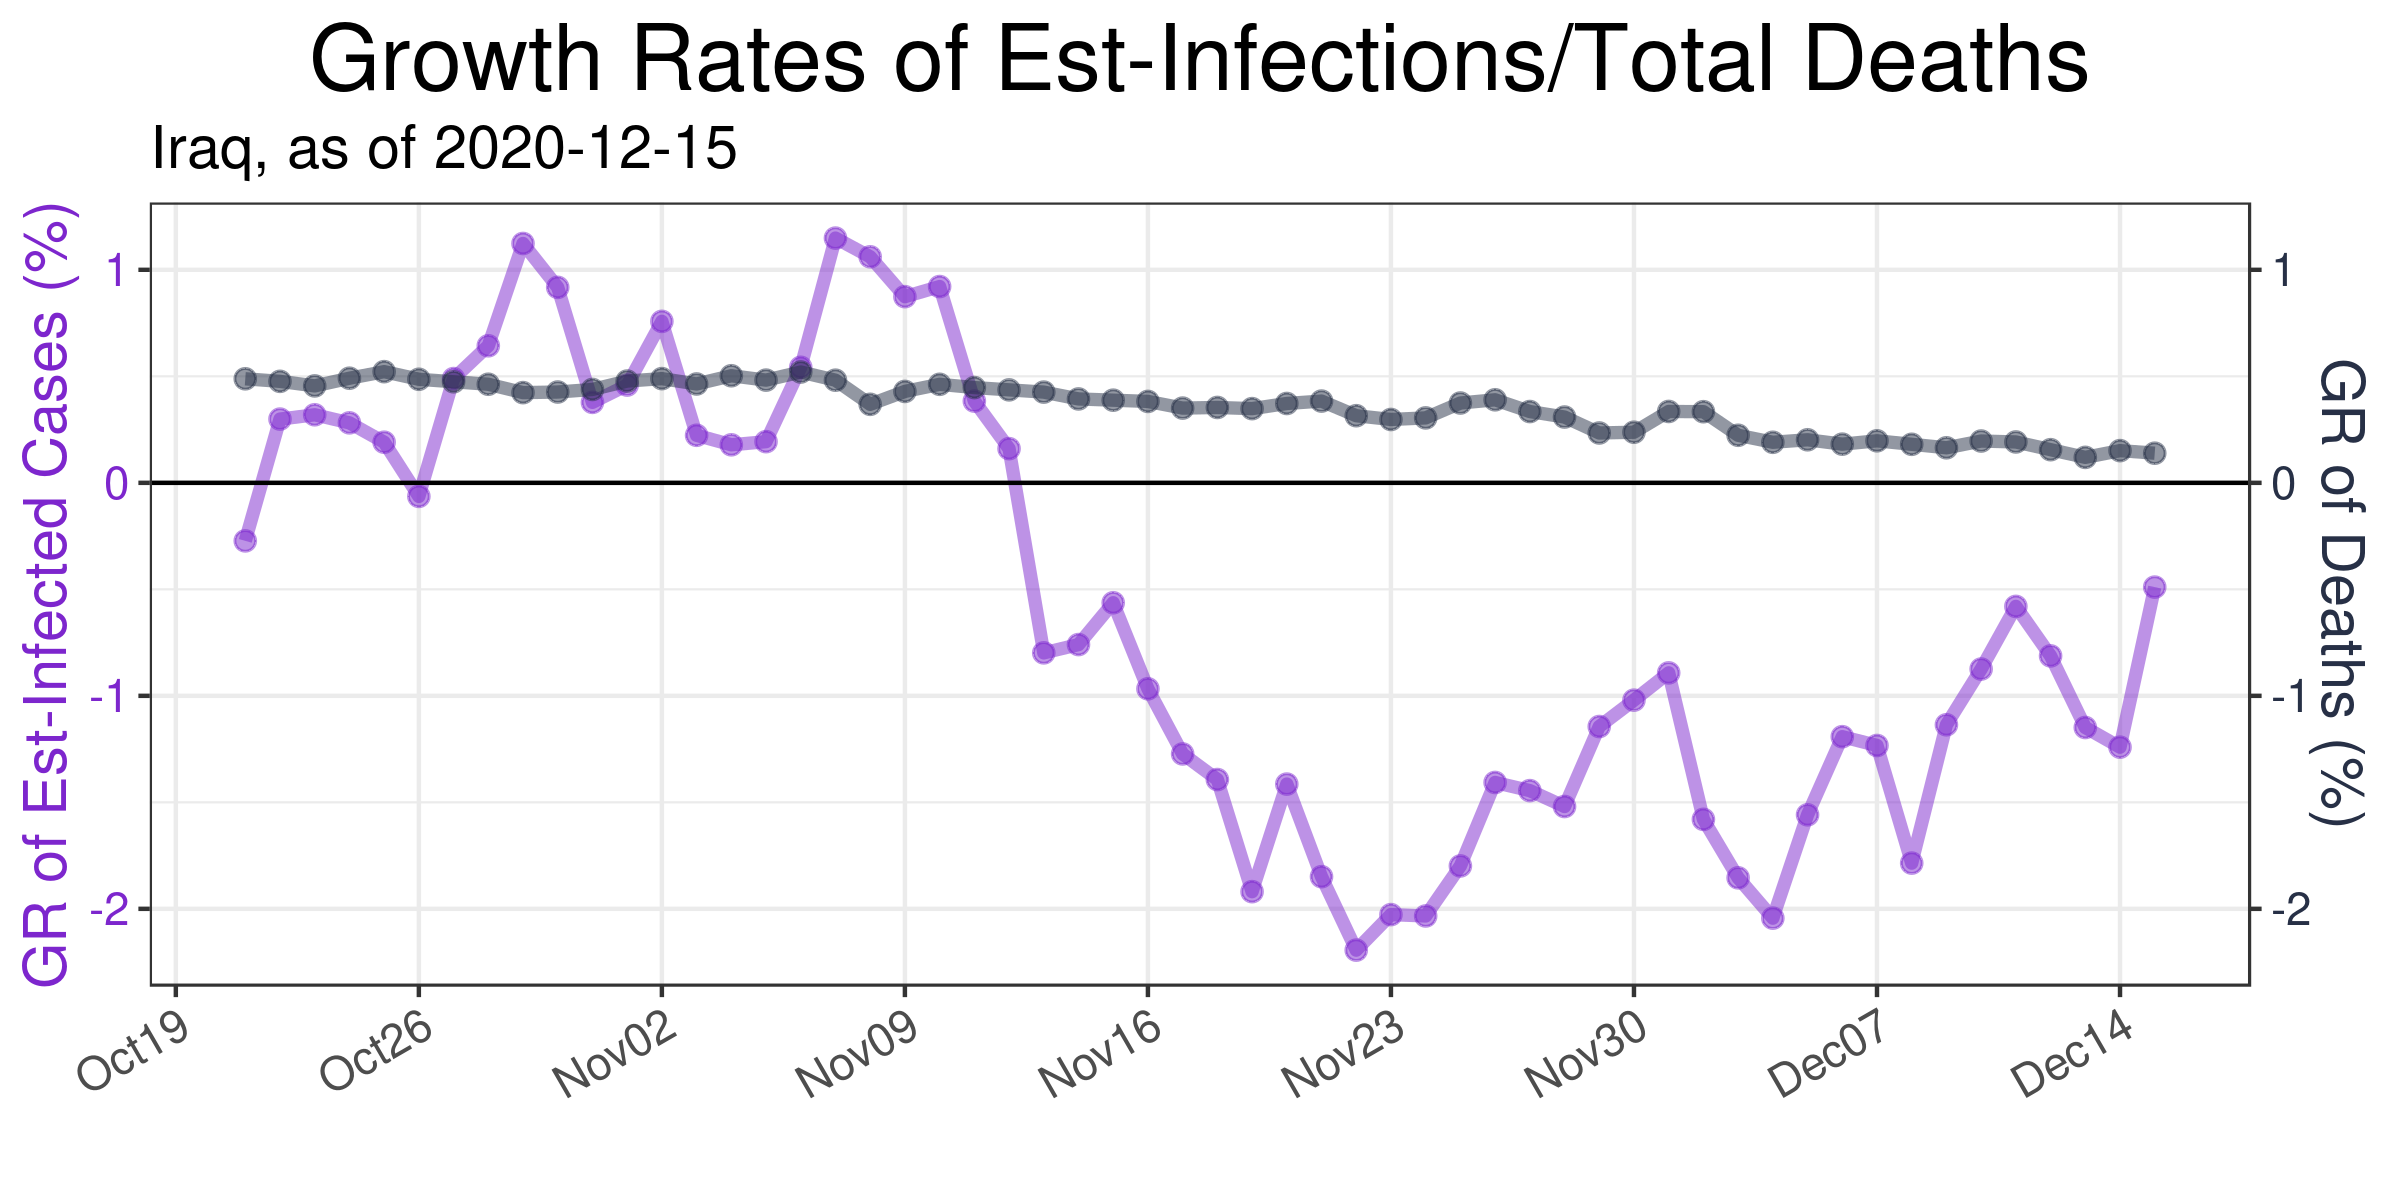 Growth Rates of Est-Infections/Total Deaths
Iraq, as of 2020-12-15
GR of Est-Infected Cases (%)
1
0
-1
-2
1
0
-1
-2
GR of Deaths (%)
Oct19
Oct26
Nov02
Nov09
Nov16
Nov23
Nov30
Dec07
Dec14